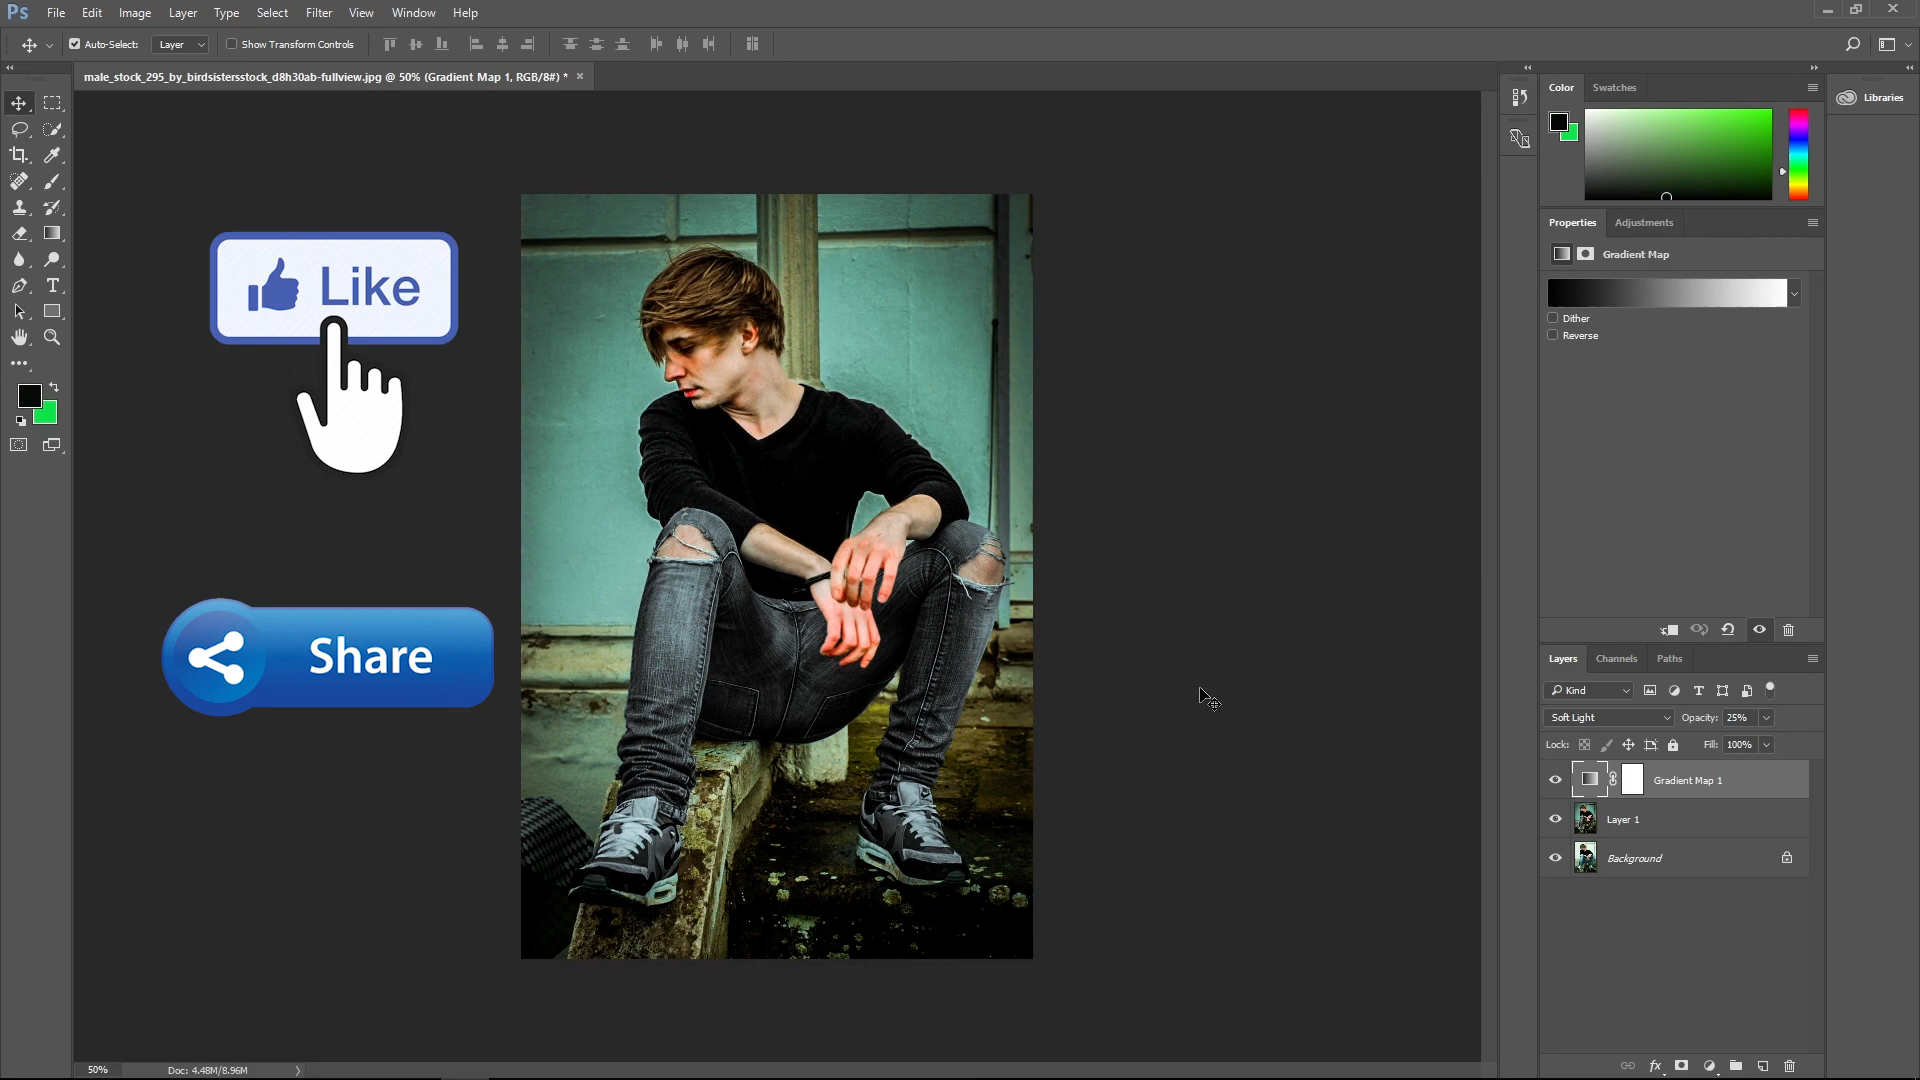 Ps File Edit Image Layer Type Select Filter View Window Help
Auto-Select: Layer Show Transform Controls
male_stock_295_by_birdsistersstock_d8h30ab-fullview.jpg @ 50% (Gradient Map 1, RGB/8#) *
Color Swatches
Libraries
Properties Adjustments
Gradient Map
Dither
Reverse
Like
Share
Layers Channels Paths
Kind
Soft Light Opacity: 25%
Lock: Fill: 100%
Gradient Map 1
Layer 1
Background
fx
50% Doc: 4.48M/8.96M